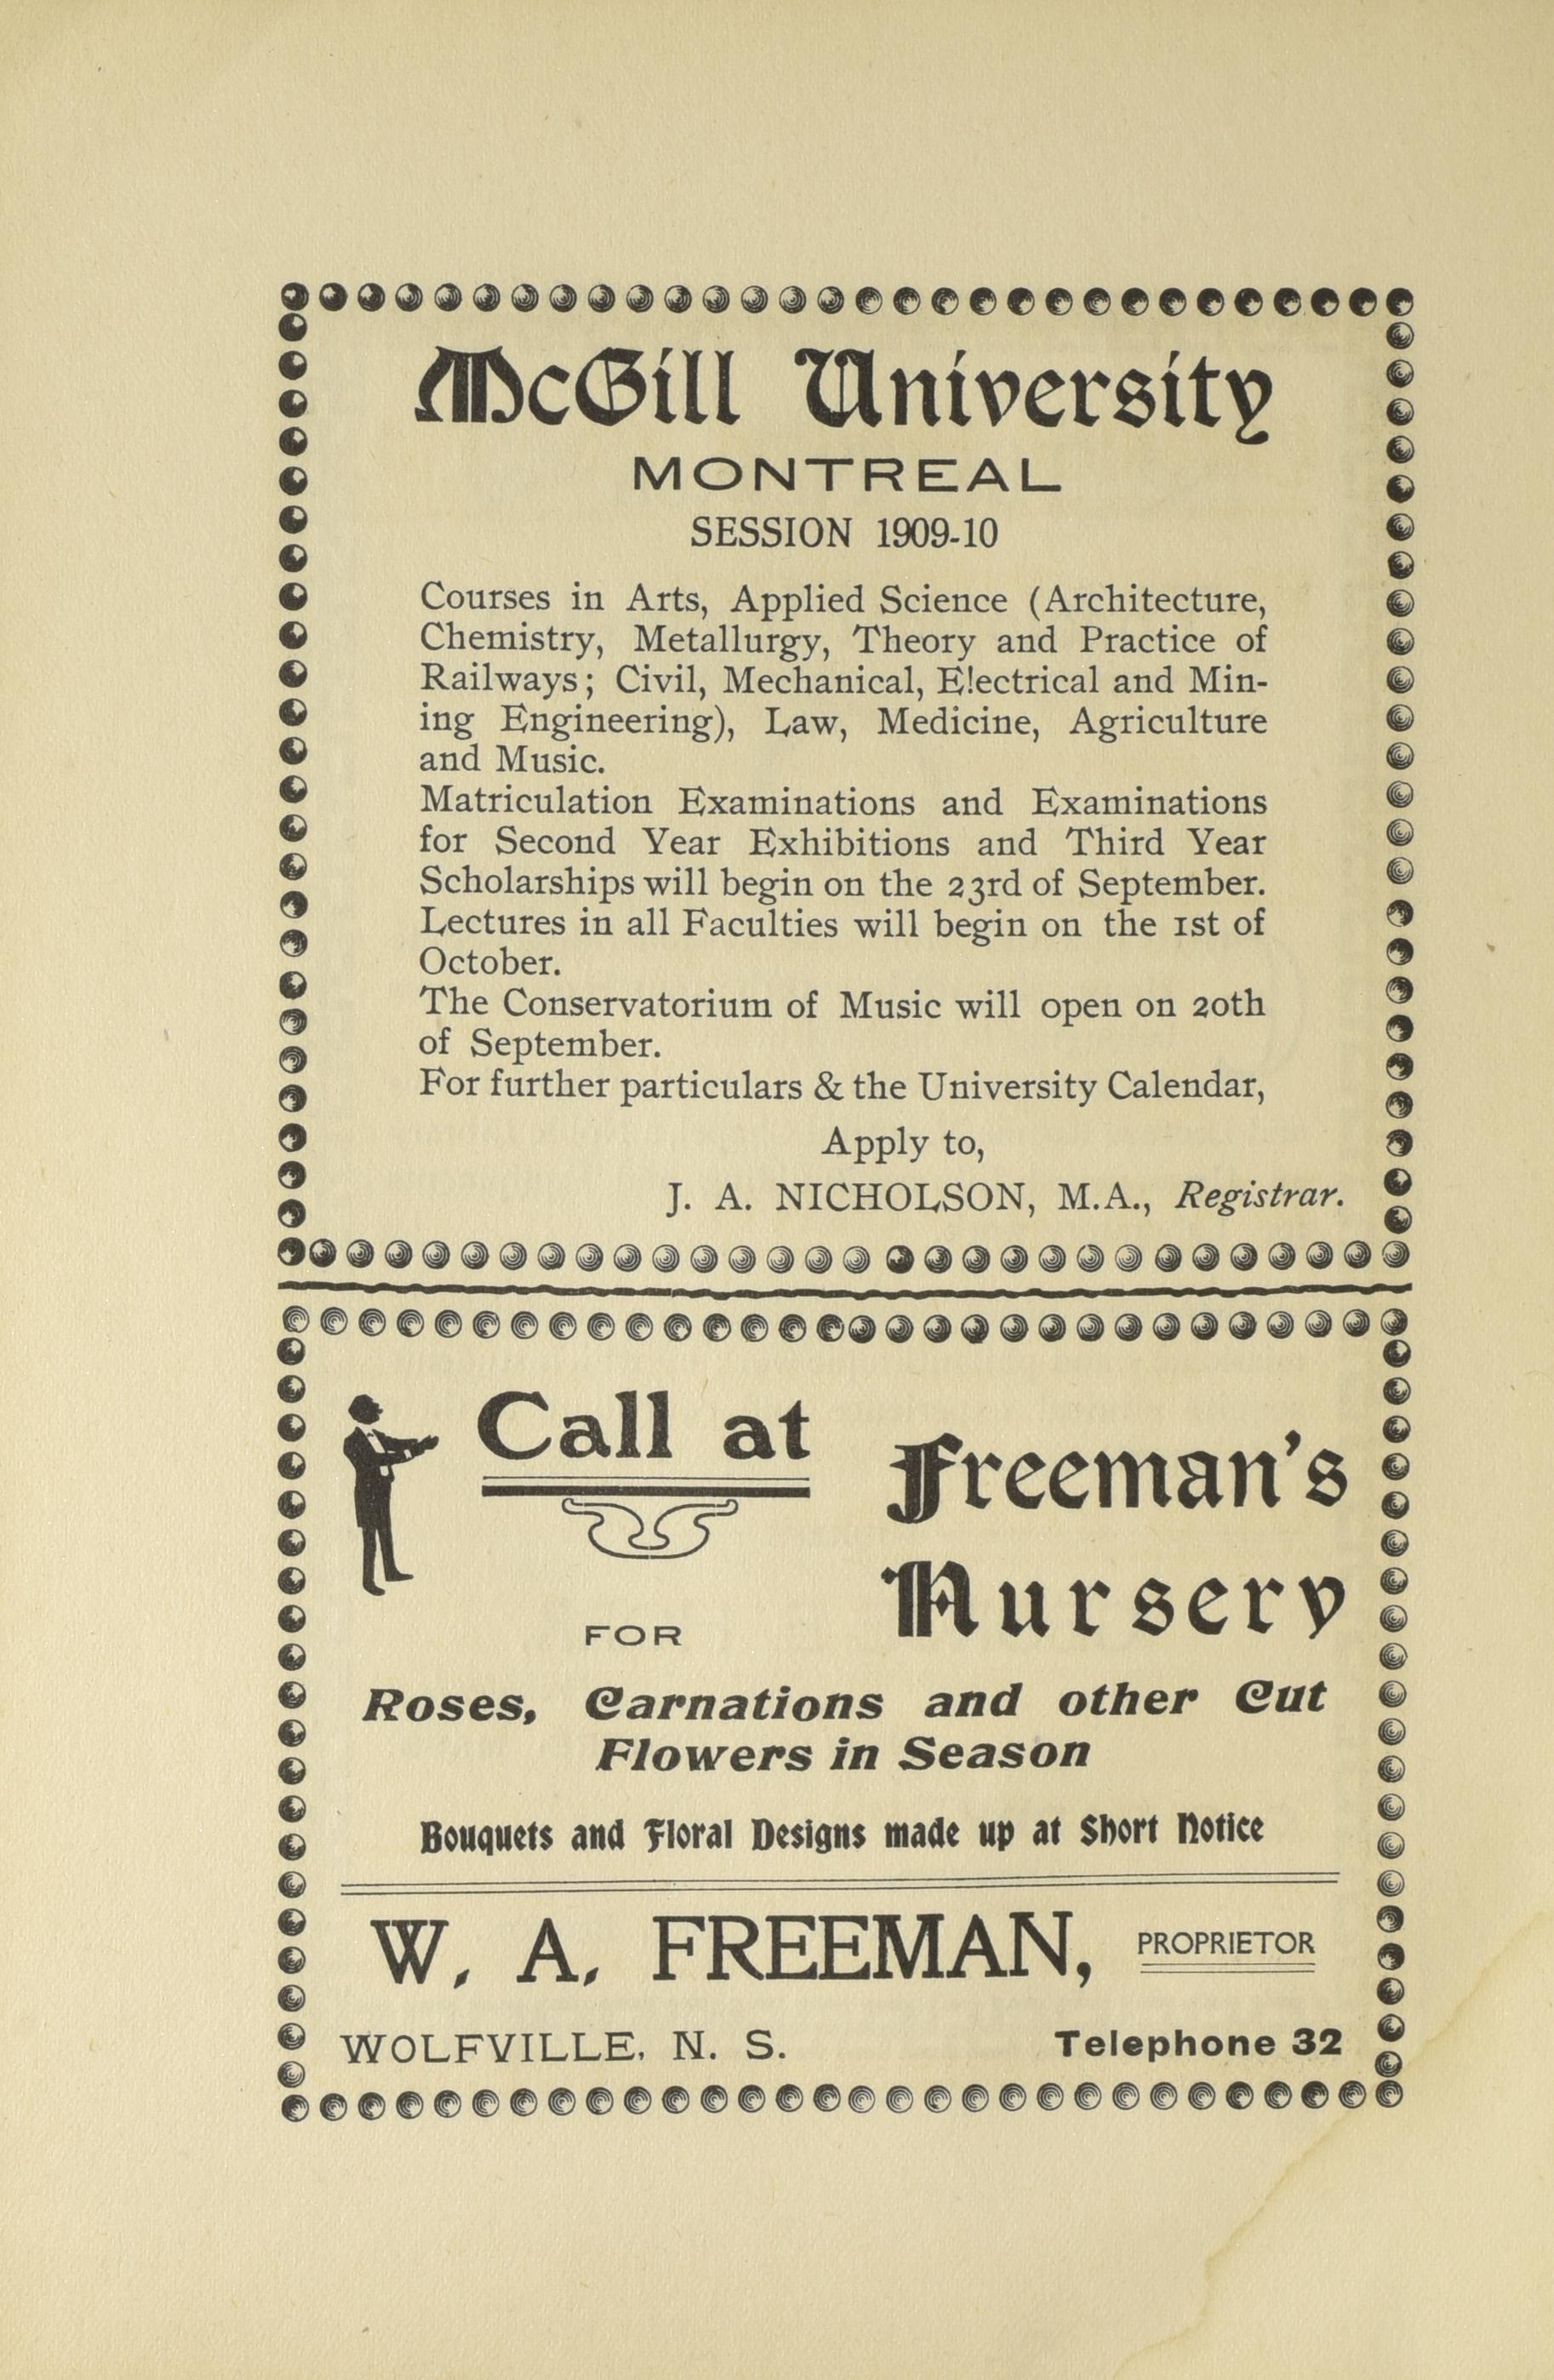 McGill University
MONTREAL
SESSION 1909-10
Courses in Arts, Applied Science (Architecture,
Chemistry, Metallurgy, Theory and Practice of
Railways; Civil, Mechanical, Electrical and Min-
ing Engineering), Law, Medicine, Agriculture
and Music.
Matriculation Examinations and Examinations
for Second Year Exhibitions and Third Year
Scholarships will begin on the 23rd of September.
Lectures in all Faculties will begin on the 1st of
October.
The Conservatorium of Music will open on 20th
of September.
For further particulars & the University Calendar,
Apply to,
J. A. NICHOLSON, M.A., Registrar.
Call at
Freeman's
Nursery
FOR
Roses, Carnations and other Cut
Flowers in Season
Bouquets and Floral Designs made up at Short Notice
W. A. FREEMAN, PROPRIETOR
WOLFVILLE, N. S. Telephone 32